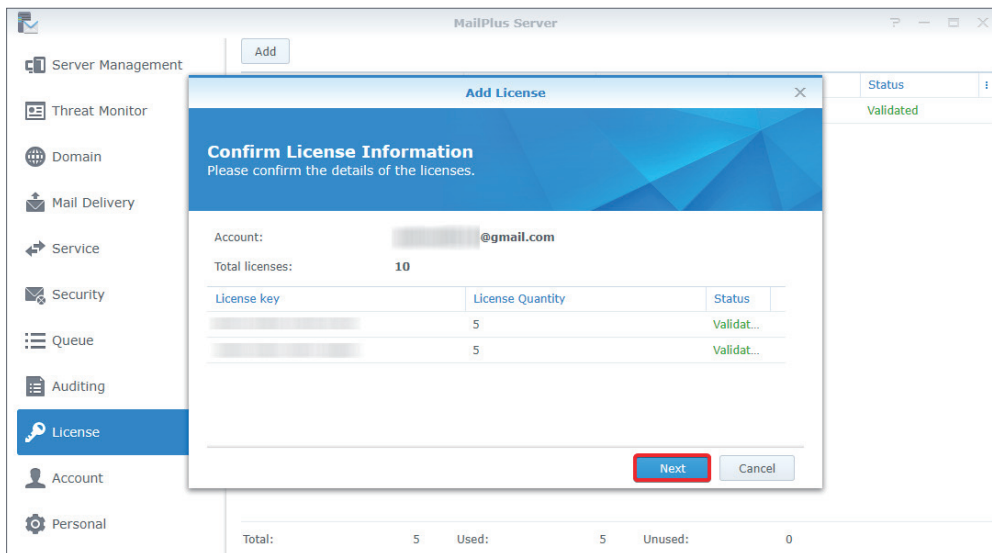 MailPlus Server
Add
Server Management
Threat Monitor
Domain
Mail Delivery
Service
Security
Queue
Auditing
License
Account
Personal
Status
Validated
Add License
Confirm License Information
Please confirm the details of the licenses.
Account: @gmail.com
Total licenses: 10
License key License Quantity Status
5 Validat...
5 Validat...
Next Cancel
Total: 5 Used: 5 Unused: 0